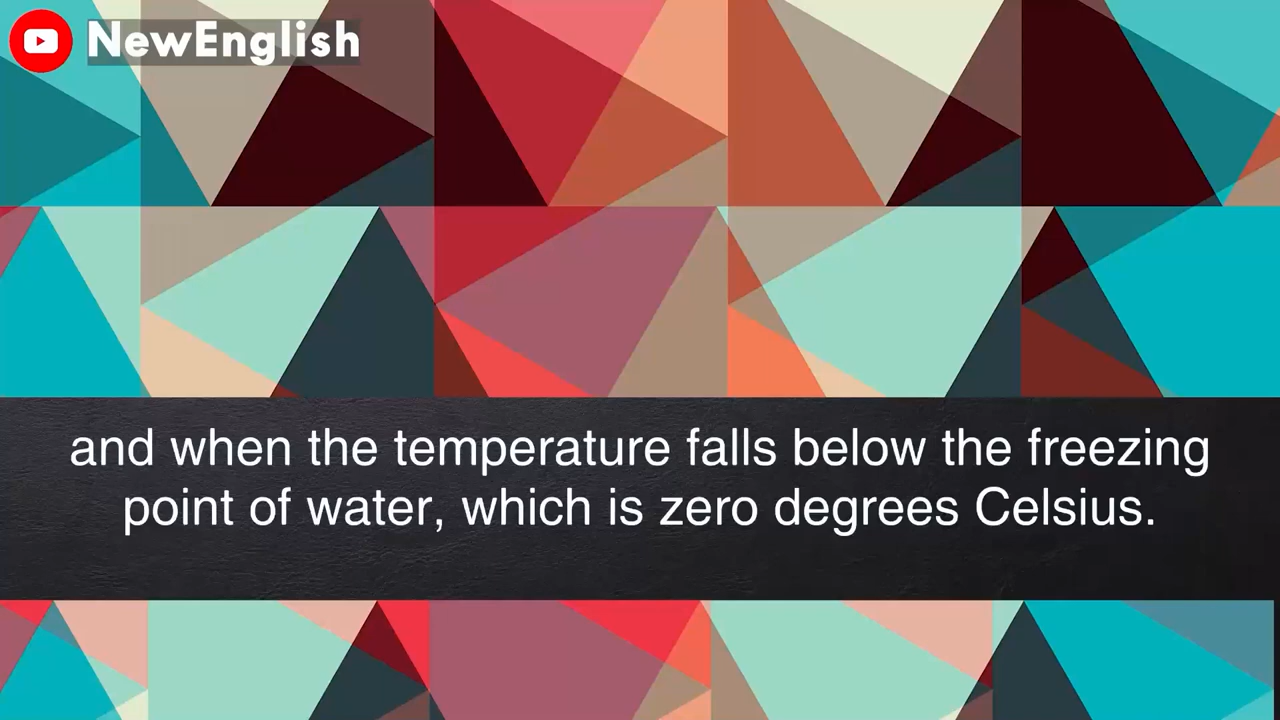 NewEnglish
and when the temperature falls below the freezing
point of water, which is zero degrees Celsius.